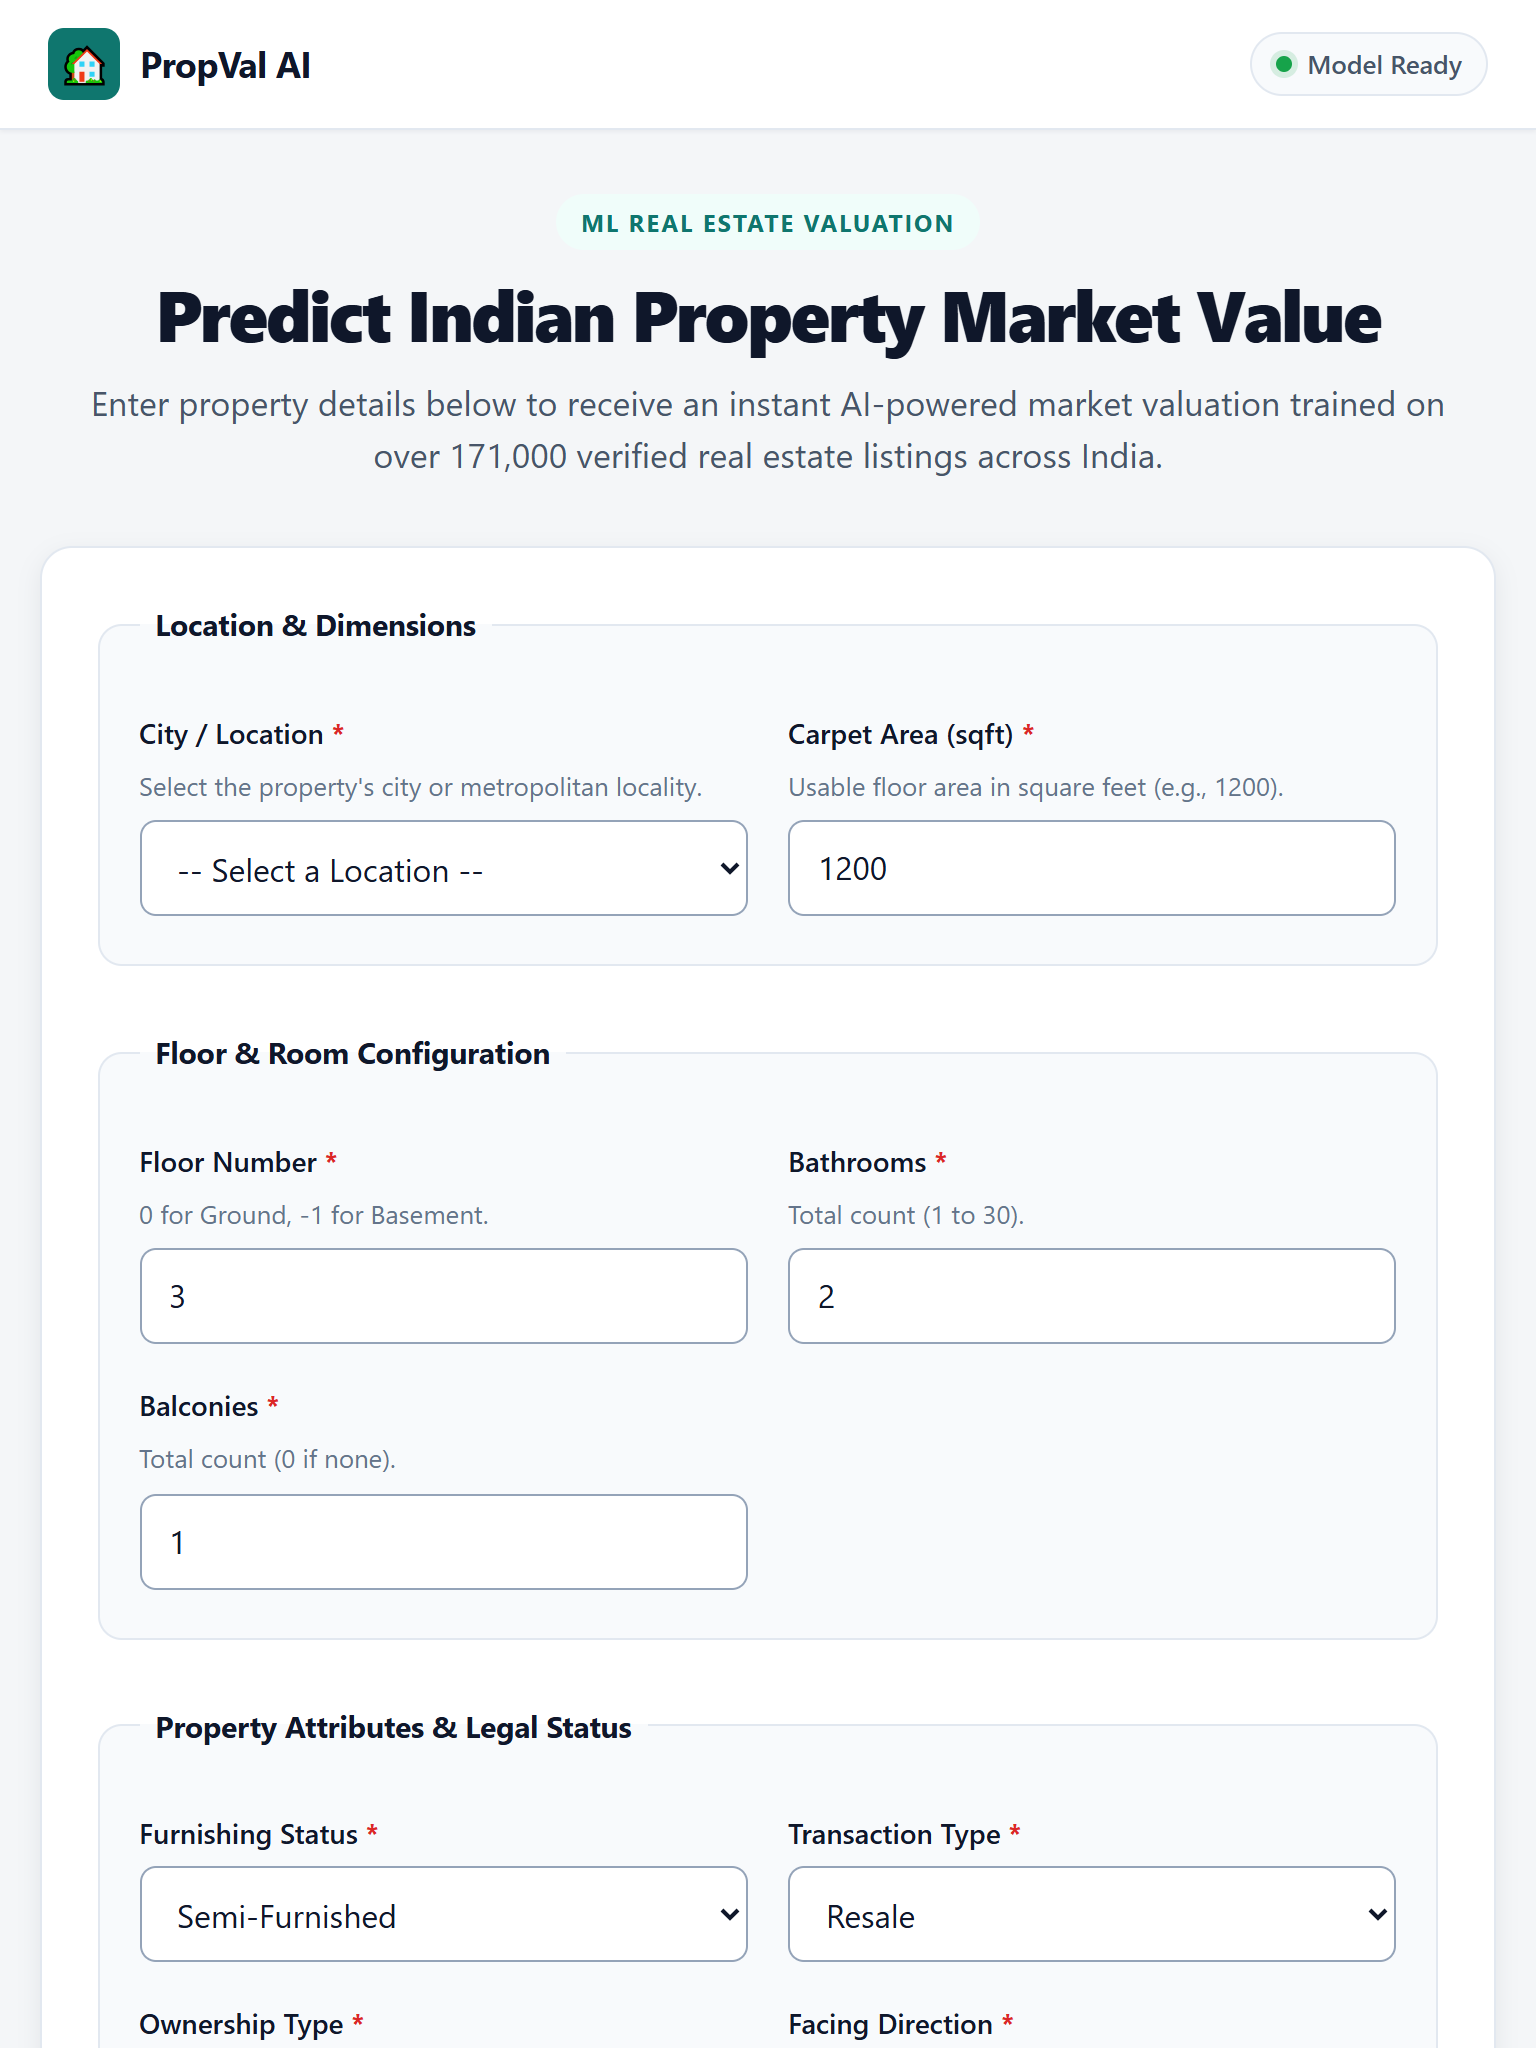 PropVal AI
Model Ready
ML REAL ESTATE VALUATION
Predict Indian Property Market Value
Enter property details below to receive an instant AI-powered market valuation trained on
over 171,000 verified real estate listings across India.
Location & Dimensions
City / Location *
Select the property's city or metropolitan locality.
-- Select a Location --
Carpet Area (sqft) *
Usable floor area in square feet (e.g., 1200).
1200
Floor & Room Configuration
Floor Number *
0 for Ground, -1 for Basement.
3
Bathrooms *
Total count (1 to 30).
2
Balconies *
Total count (0 if none).
1
Property Attributes & Legal Status
Furnishing Status *
Semi-Furnished
Transaction Type *
Resale
Ownership Type *
Facing Direction *